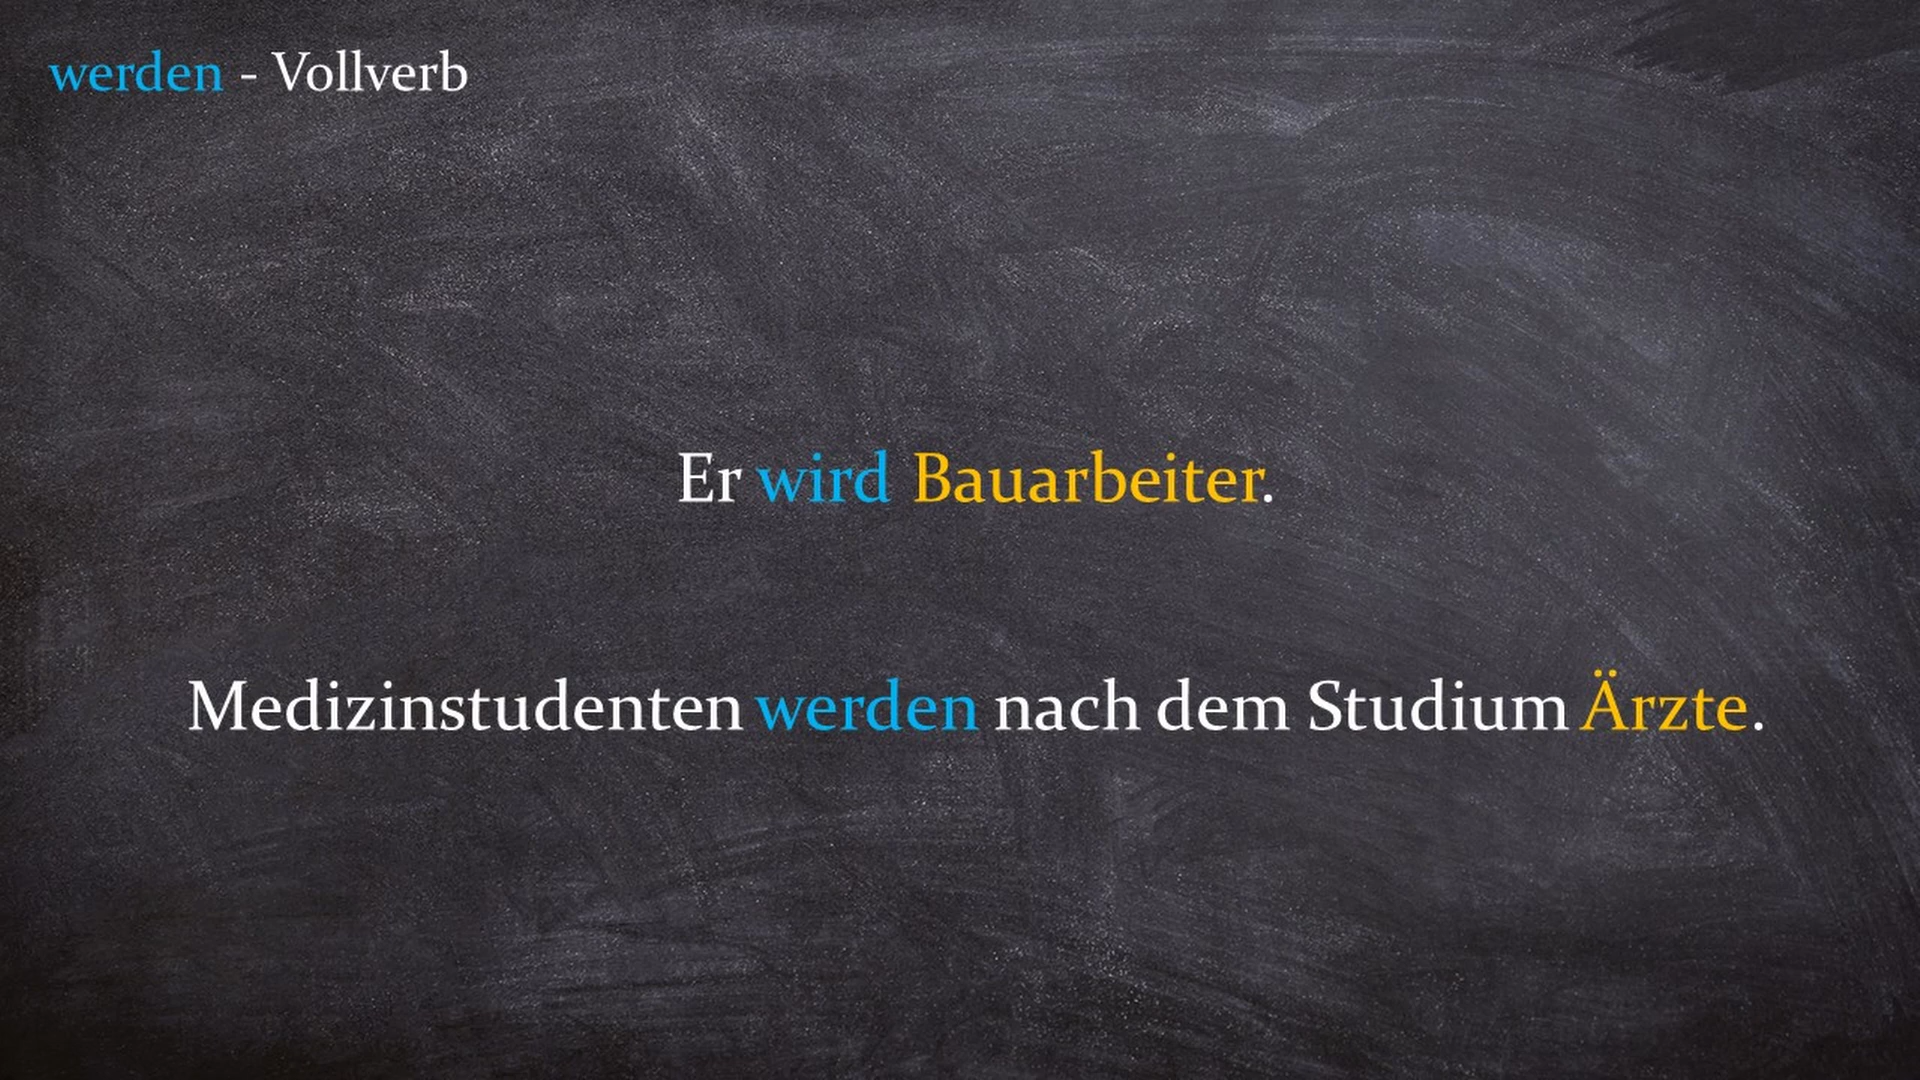 werden - Vollverb
Er wird Bauarbeiter.
Medizinstudenten werden nach dem Studium Ärzte.